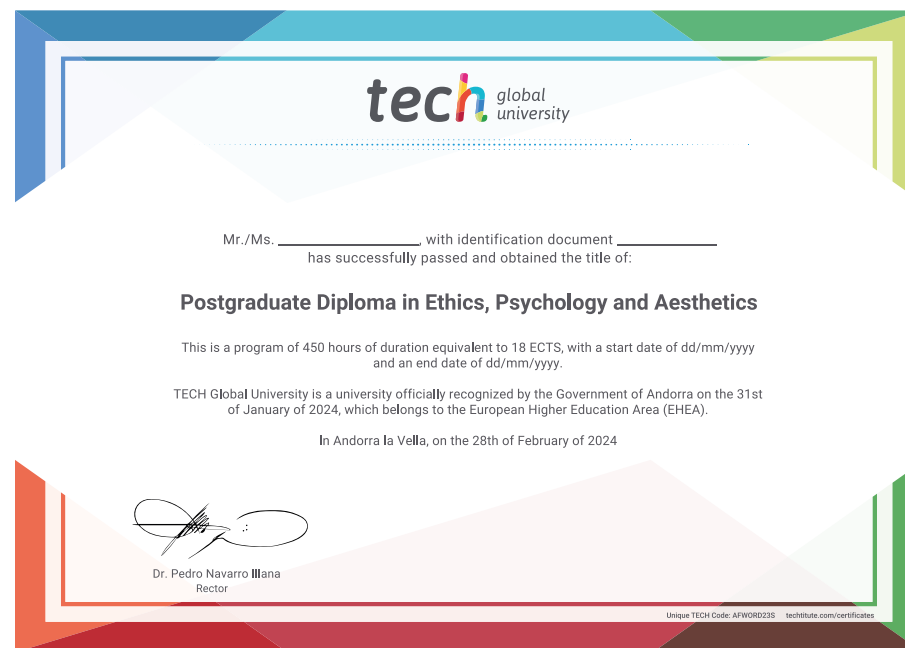 tech global university
Mr./Ms. ____________________, with identification document ______________
has successfully passed and obtained the title of:
Postgraduate Diploma in Ethics, Psychology and Aesthetics
This is a program of 450 hours of duration equivalent to 18 ECTS, with a start date of dd/mm/yyyy
and an end date of dd/mm/yyyy.
TECH Global University is a university officially recognized by the Government of Andorra on the 31st
of January of 2024, which belongs to the European Higher Education Area (EHEA).
In Andorra la Vella, on the 28th of February of 2024
Dr. Pedro Navarro Illana
Rector
Unique TECH Code: AFWORD23S techtitute.com/certificates